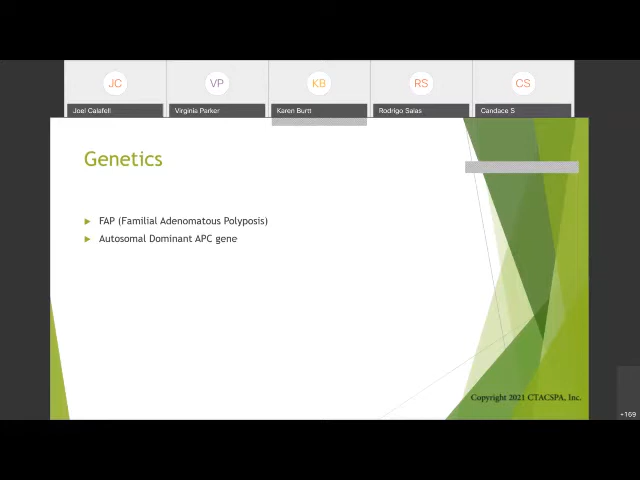 JC
VP
KB
RS
CS
Joel Calafell
Virginia Parker
Karen Burtt
Rodrigo Salas
Candace S
Genetics
FAP (Familial Adenomatous Polyposis)
Autosomal Dominant APC gene
Copyright 2021 CTACSPA, Inc.
+169